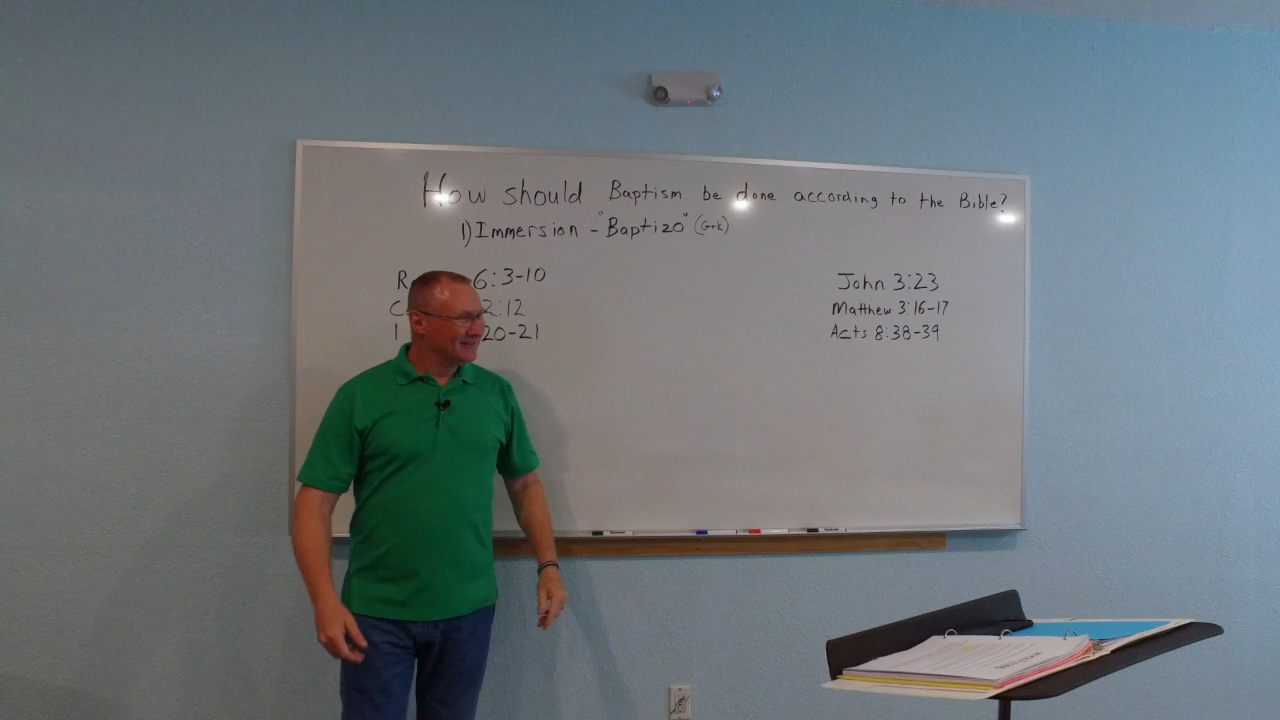 How should Baptism be done according to the Bible?
1) Immersion - "Baptizo" (Grk)
R 6:3-10
C 2:12
1 20-21
John 3:23
Matthew 3:16-17
Acts 8:38-39